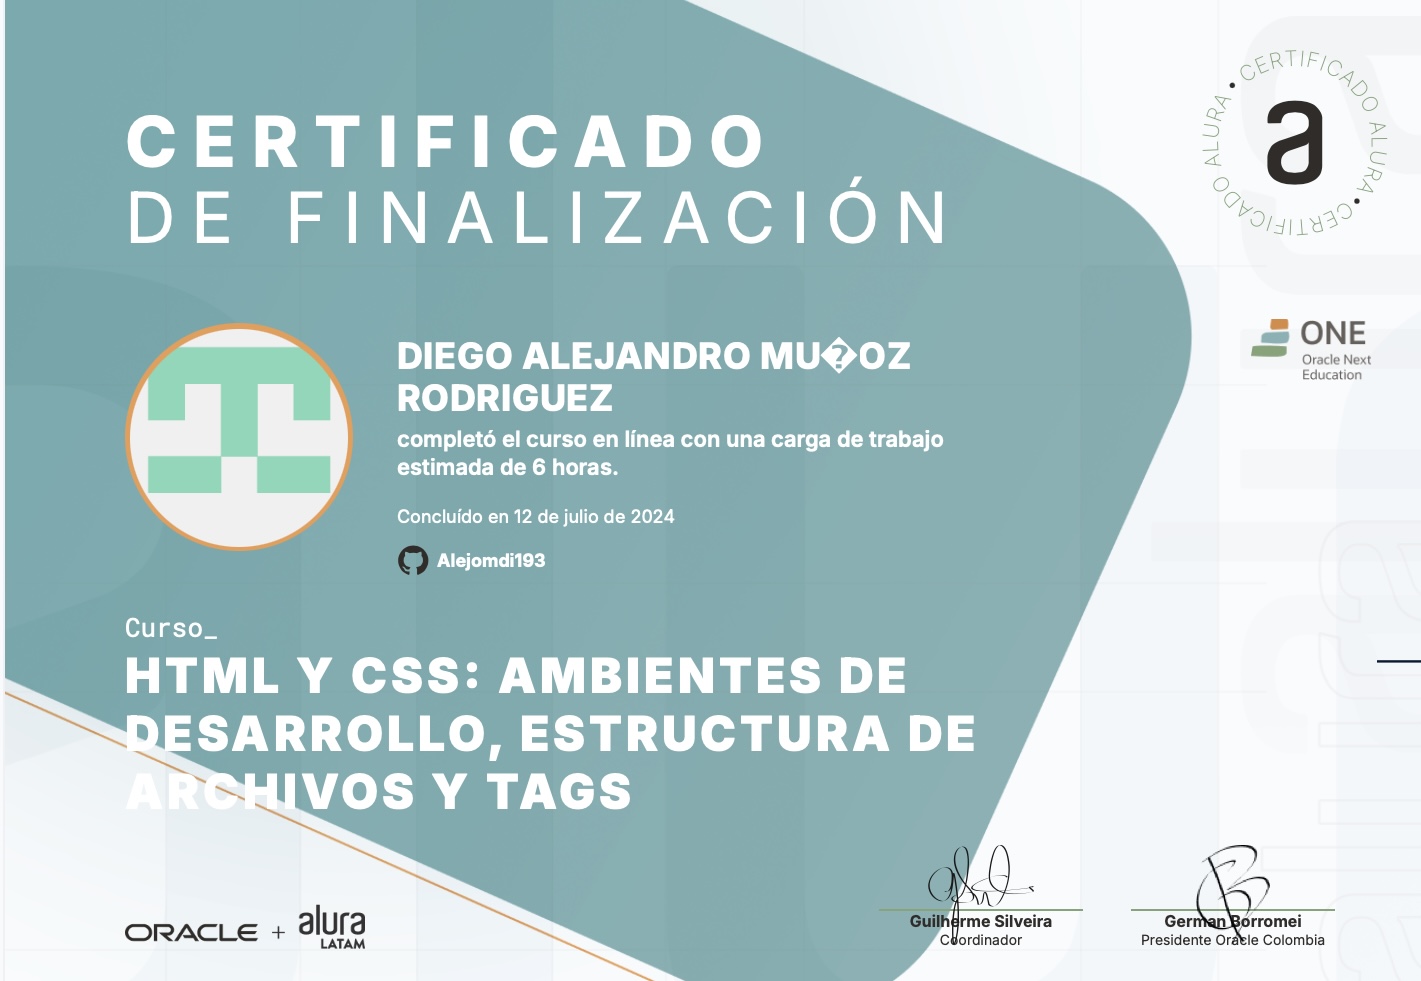 CERTIFICADO
DE FINALIZACIÓN
CERTIFICADO ALURA • CERTIFICADO ALURA •
a
ONE
Oracle Next
Education
DIEGO ALEJANDRO MU�OZ
RODRIGUEZ
completó el curso en línea con una carga de trabajo
estimada de 6 horas.
Concluído en 12 de julio de 2024
Alejomdi193
Curso_
HTML Y CSS: AMBIENTES DE
DESARROLLO, ESTRUCTURA DE
ARCHIVOS Y TAGS
ORACLE + alura
LATAM
Guilherme Silveira
Coordinador
German Borromei
Presidente Oracle Colombia